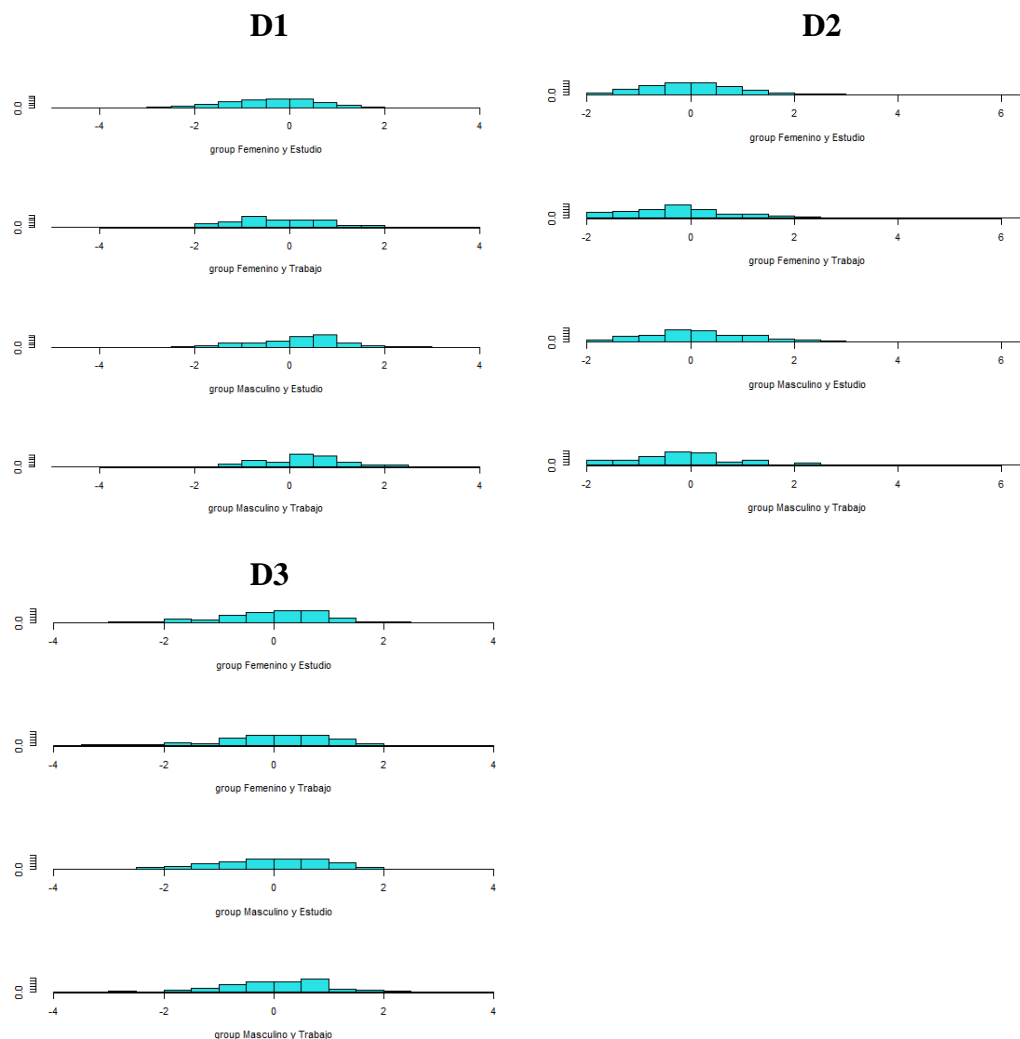 D1
0.0
-4 -2 0 2 4
group Femenino y Estudio
0.0
-4 -2 0 2 4
group Femenino y Trabajo
0.0
-4 -2 0 2 4
group Masculino y Estudio
0.0
-4 -2 0 2 4
group Masculino y Trabajo
D2
0.0
-2 0 2 4 6
group Femenino y Estudio
0.0
-2 0 2 4 6
group Femenino y Trabajo
0.0
-2 0 2 4 6
group Masculino y Estudio
0.0
-2 0 2 4 6
group Masculino y Trabajo
D3
0.0
-4 -2 0 2 4
group Femenino y Estudio
0.0
-4 -2 0 2 4
group Femenino y Trabajo
0.0
-4 -2 0 2 4
group Masculino y Estudio
0.0
-4 -2 0 2 4
group Masculino y Trabajo